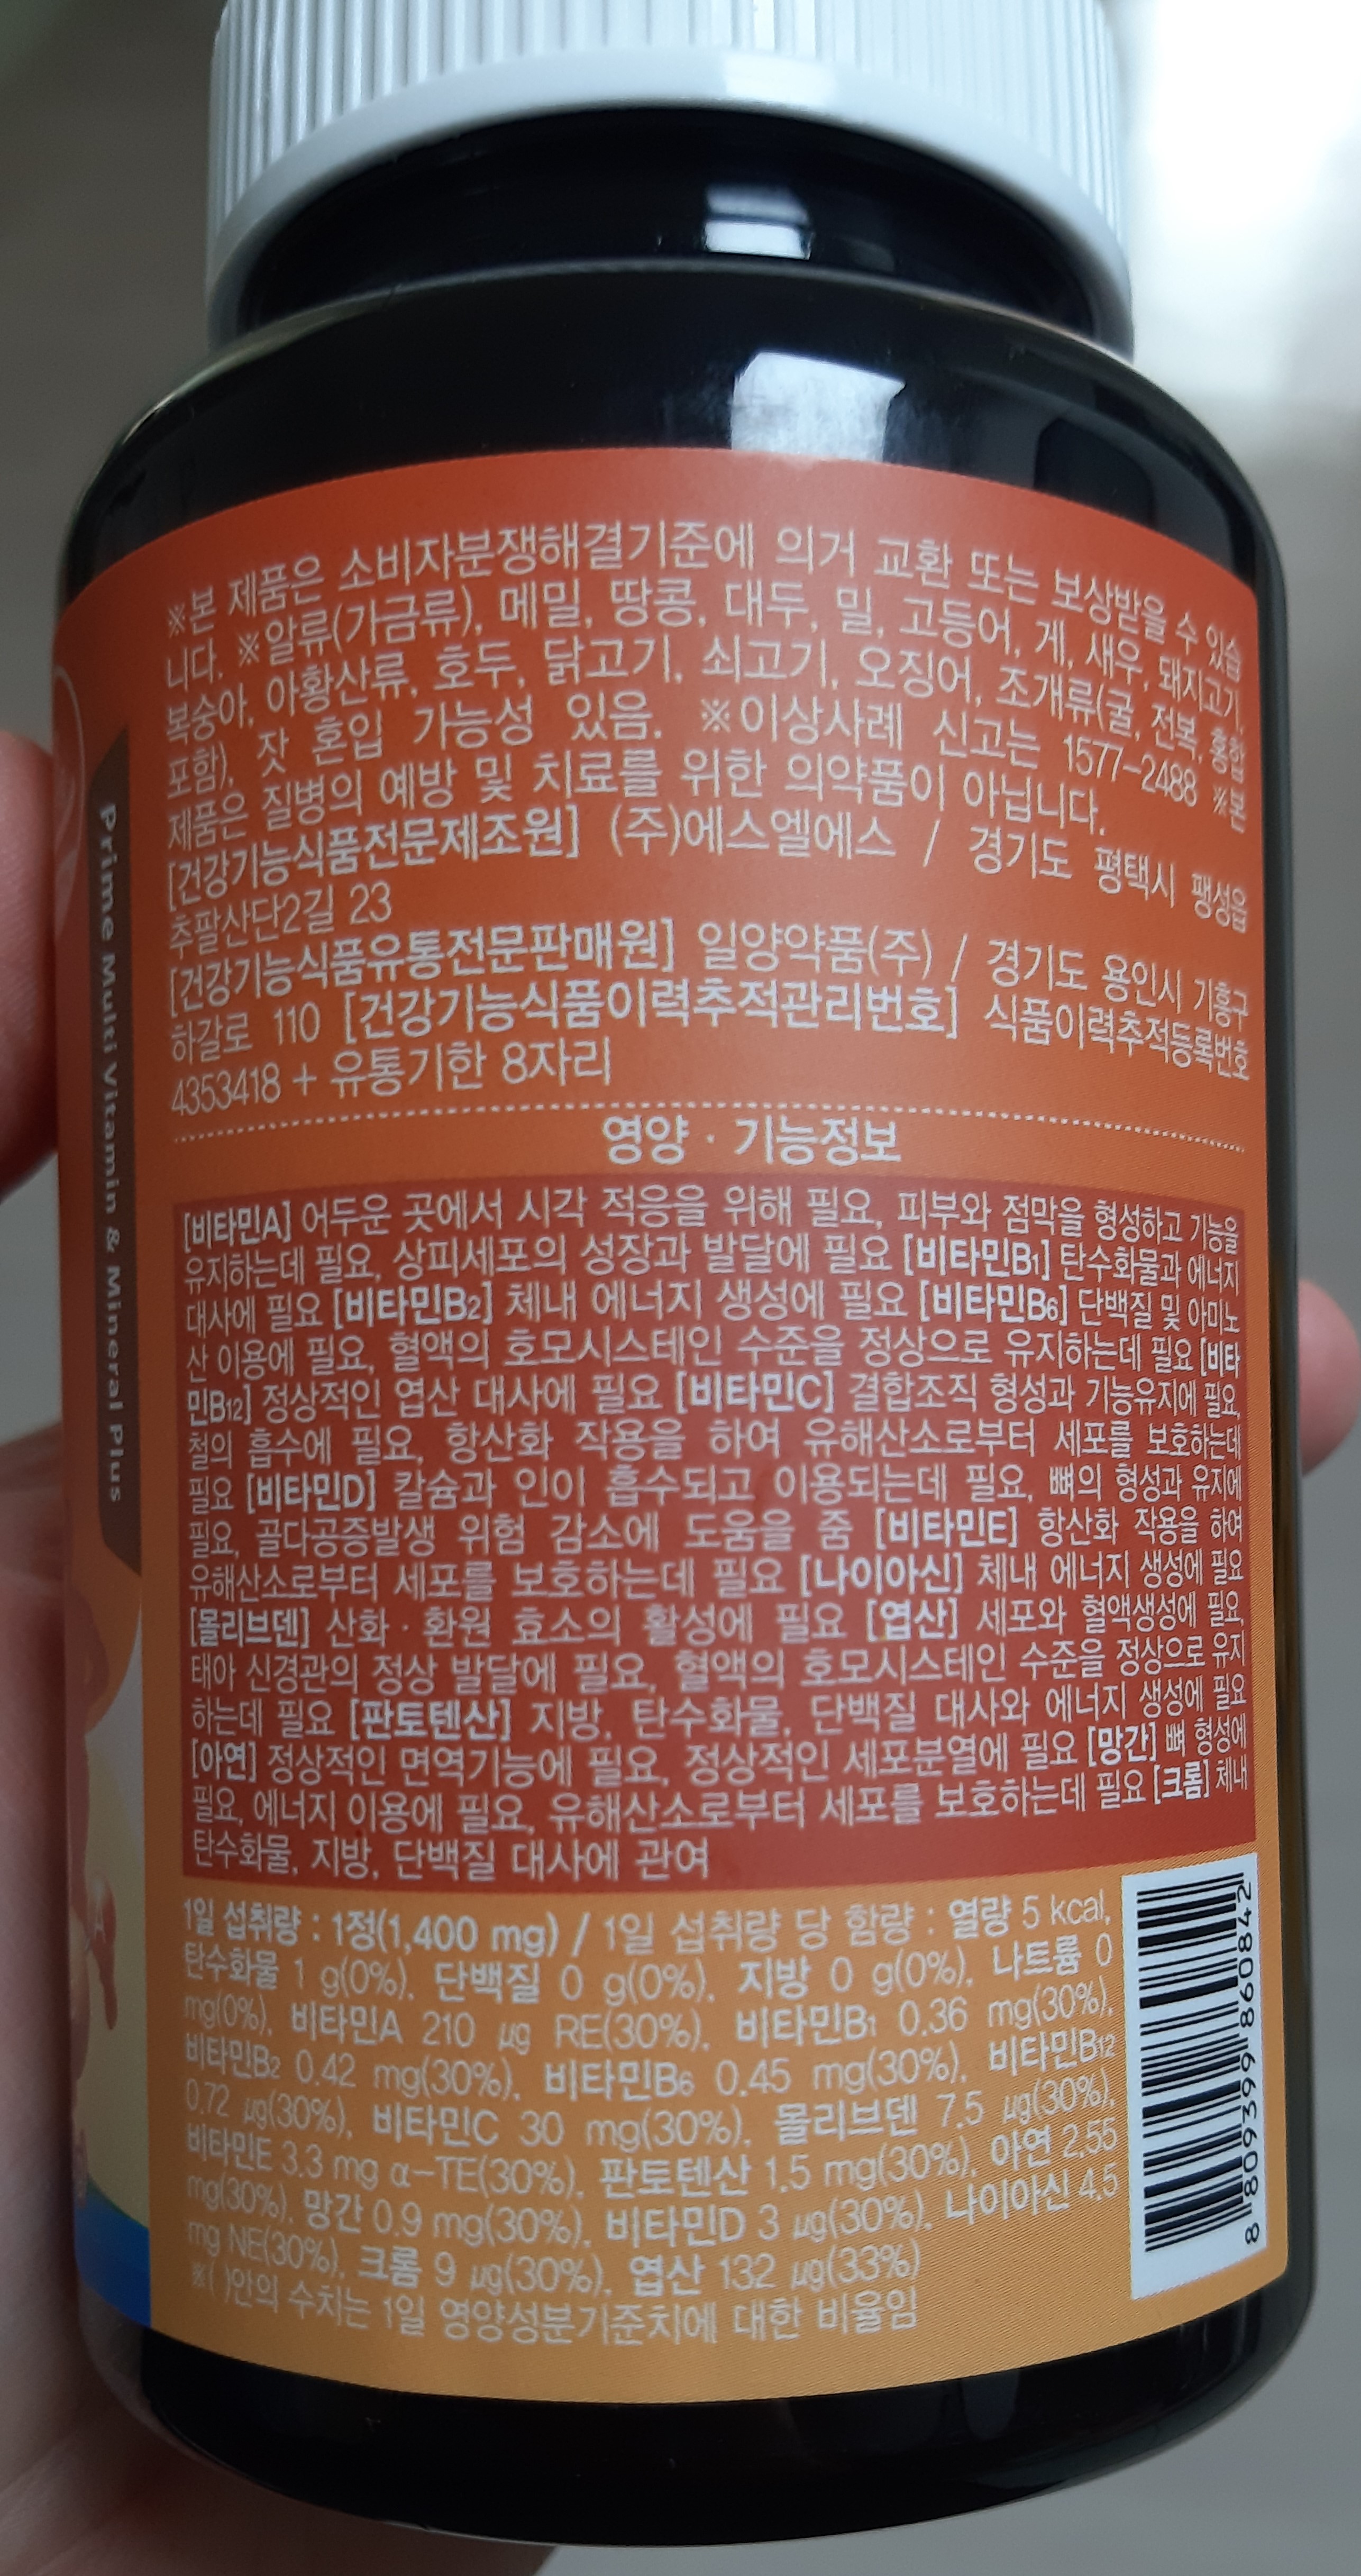 ※본 제품은 소비자분쟁해결기준에 의거 교환 또는 보상받을 수 있습
니다. ※알류(가금류), 메밀, 땅콩, 대두, 밀, 고등어, 게, 새우, 돼지고기,
복숭아, 아황산류, 호두, 닭고기, 쇠고기, 오징어, 조개류(굴, 전복, 홍합
포함), 잣 혼입 가능성 있음. ※이상사례 신고는 1577-2488 ※본
제품은 질병의 예방 및 치료를 위한 의약품이 아닙니다.
[건강기능식품전문제조원] (주)에스엘에스 / 경기도 평택시 팽성읍
추팔산단2길 23
[건강기능식품유통전문판매원] 일양약품(주) / 경기도 용인시 기흥구
하갈로 110 [건강기능식품이력추적관리번호] 식품이력추적등록번호
4353418 + 유통기한 8자리
영양 · 기능정보
[비타민A] 어두운 곳에서 시각 적응을 위해 필요, 피부와 점막을 형성하고 기능을
유지하는데 필요, 상피세포의 성장과 발달에 필요 [비타민B1] 탄수화물과 에너지
대사에 필요 [비타민B2] 체내 에너지 생성에 필요 [비타민B6] 단백질 및 아미노
산 이용에 필요, 혈액의 호모시스테인 수준을 정상으로 유지하는데 필요 [비타
민B12] 정상적인 엽산 대사에 필요 [비타민C] 결합조직 형성과 기능유지에 필요,
철의 흡수에 필요, 항산화 작용을 하여 유해산소로부터 세포를 보호하는데
필요 [비타민D] 칼슘과 인이 흡수되고 이용되는데 필요, 뼈의 형성과 유지에
필요, 골다공증발생 위험 감소에 도움을 줌 [비타민E] 항산화 작용을 하여
유해산소로부터 세포를 보호하는데 필요 [나이아신] 체내 에너지 생성에 필요
[몰리브덴] 산화 · 환원 효소의 활성에 필요 [엽산] 세포와 혈액생성에 필요,
태아 신경관의 정상 발달에 필요, 혈액의 호모시스테인 수준을 정상으로 유지
하는데 필요 [판토텐산] 지방, 탄수화물, 단백질 대사와 에너지 생성에 필요
[아연] 정상적인 면역기능에 필요, 정상적인 세포분열에 필요 [망간] 뼈 형성에
필요, 에너지 이용에 필요, 유해산소로부터 세포를 보호하는데 필요 [크롬] 체내
탄수화물, 지방, 단백질 대사에 관여
1일 섭취량 : 1정(1,400 mg) / 1일 섭취량 당 함량 : 열량 5 kcal,
탄수화물 1 g(0%), 단백질 0 g(0%), 지방 0 g(0%), 나트륨 0
mg(0%), 비타민A 210 μg RE(30%), 비타민B1 0.36 mg(30%),
비타민B2 0.42 mg(30%), 비타민B6 0.45 mg(30%), 비타민B12
0.72 μg(30%), 비타민C 30 mg(30%), 몰리브덴 7.5 μg(30%),
비타민E 3.3 mg α-TE(30%), 판토텐산 1.5 mg(30%), 아연 2.55
mg(30%), 망간 0.9 mg(30%), 비타민D 3 μg(30%), 나이아신 4.5
mg NE(30%), 크롬 9 μg(30%), 엽산 132 μg(33%)
※( )안의 수치는 1일 영양성분기준치에 대한 비율임
8 809399 860842
Prime Multi Vitamin & Mineral Plus